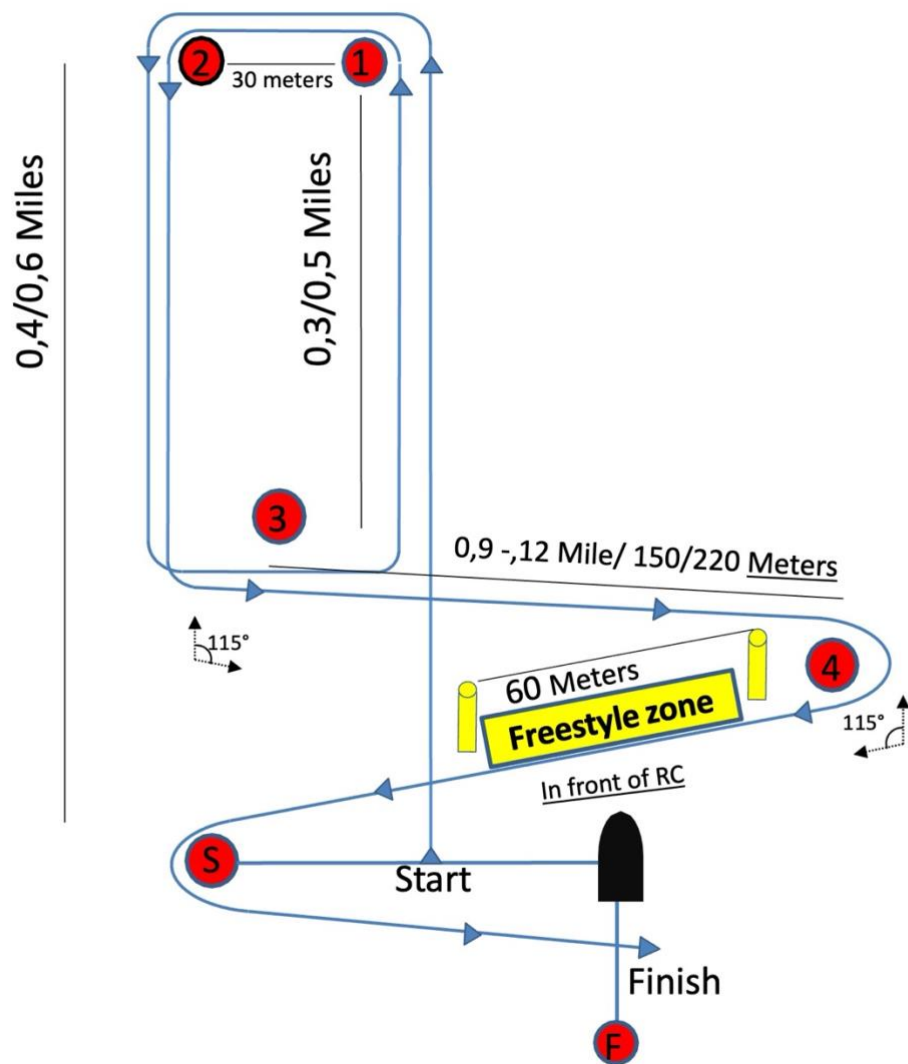 2
1
30 meters
0,4/0,6 Miles
0,3/0,5 Miles
3
0,9 -,12 Mile/ 150/220 Meters
115°
4
60 Meters
Freestyle zone
115°
In front of RC
S
Start
Finish
F